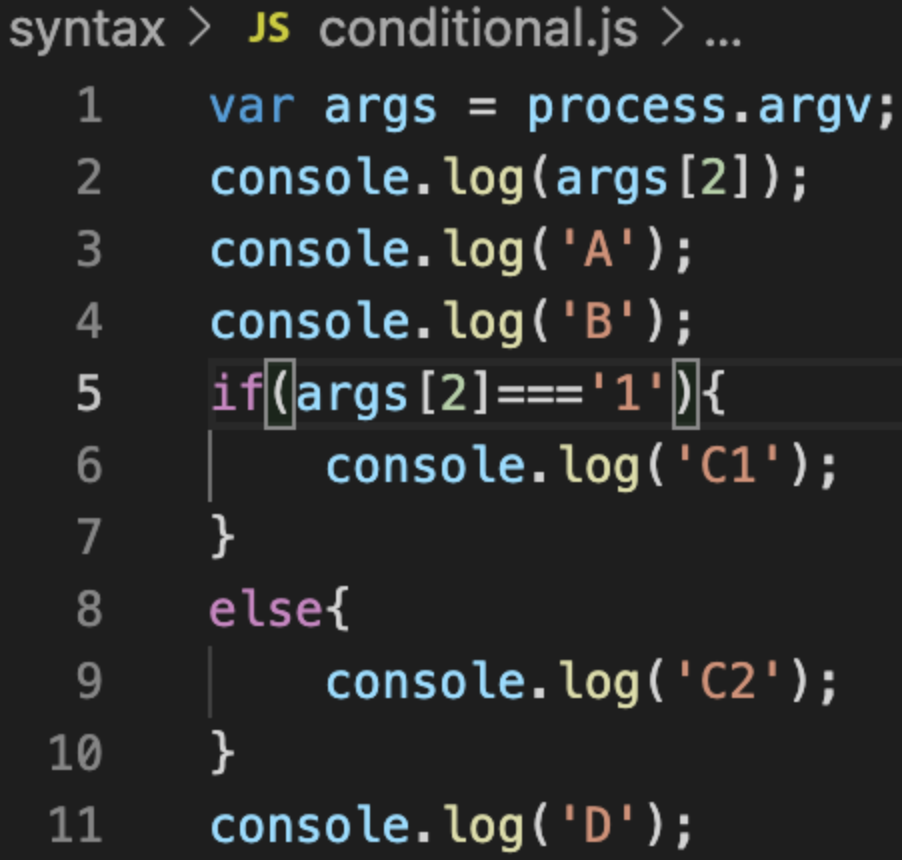 syntax > JS conditional.js > ...
1 var args = process.argv;
2 console.log(args[2]);
3 console.log('A');
4 console.log('B');
5 if(args[2]==='1'){
6     console.log('C1');
7 }
8 else{
9     console.log('C2');
10 }
11 console.log('D');